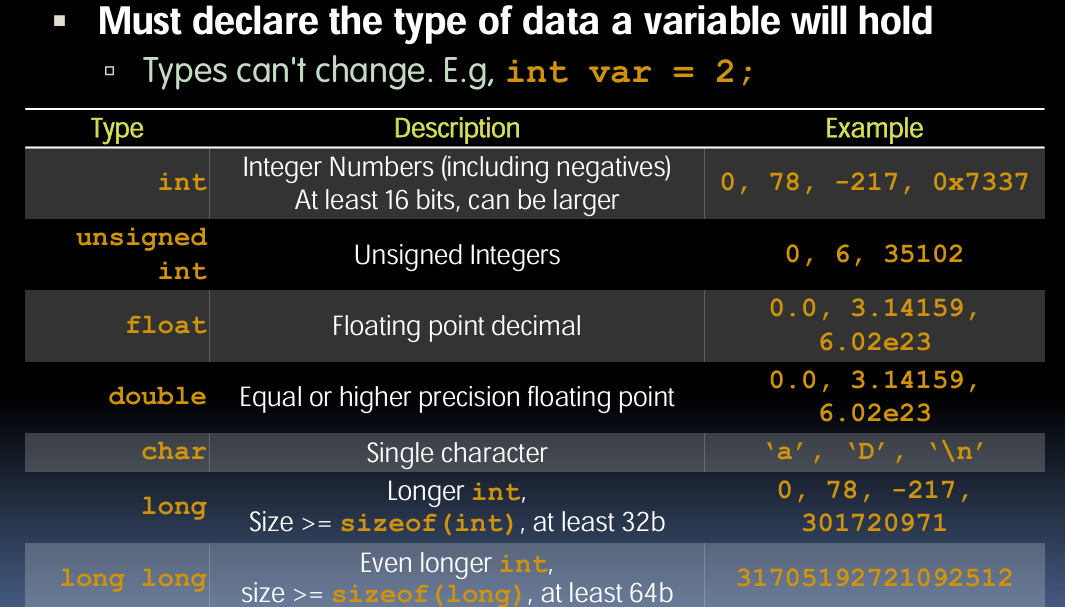 Must declare the type of data a variable will hold
Types can't change. E.g, int var = 2;
Type Description Example
int Integer Numbers (including negatives)
At least 16 bits, can be larger 0, 78, -217, 0x7337
unsigned
int Unsigned Integers 0, 6, 35102
float Floating point decimal 0.0, 3.14159,
6.02e23
double Equal or higher precision floating point 0.0, 3.14159,
6.02e23
char Single character ‘a’, ‘D’, ‘\n’
long Longer int,
Size >= sizeof(int), at least 32b 0, 78, -217,
301720971
long long Even longer int,
size >= sizeof(long), at least 64b 31705192721092512